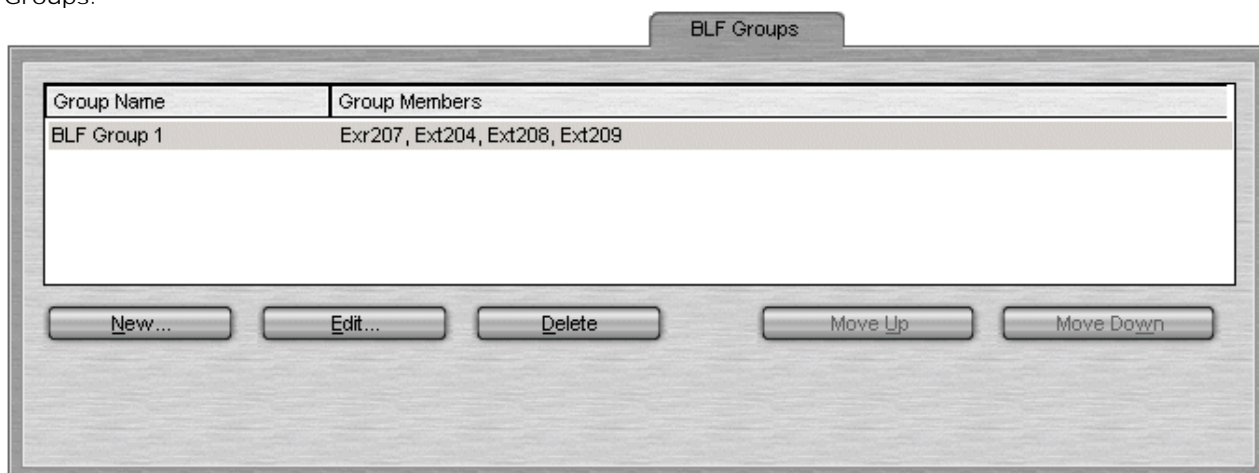 Groups.
BLF Groups
Group Name Group Members
BLF Group 1 Exr207, Ext204, Ext208, Ext209
New... Edit... Delete Move Up Move Down